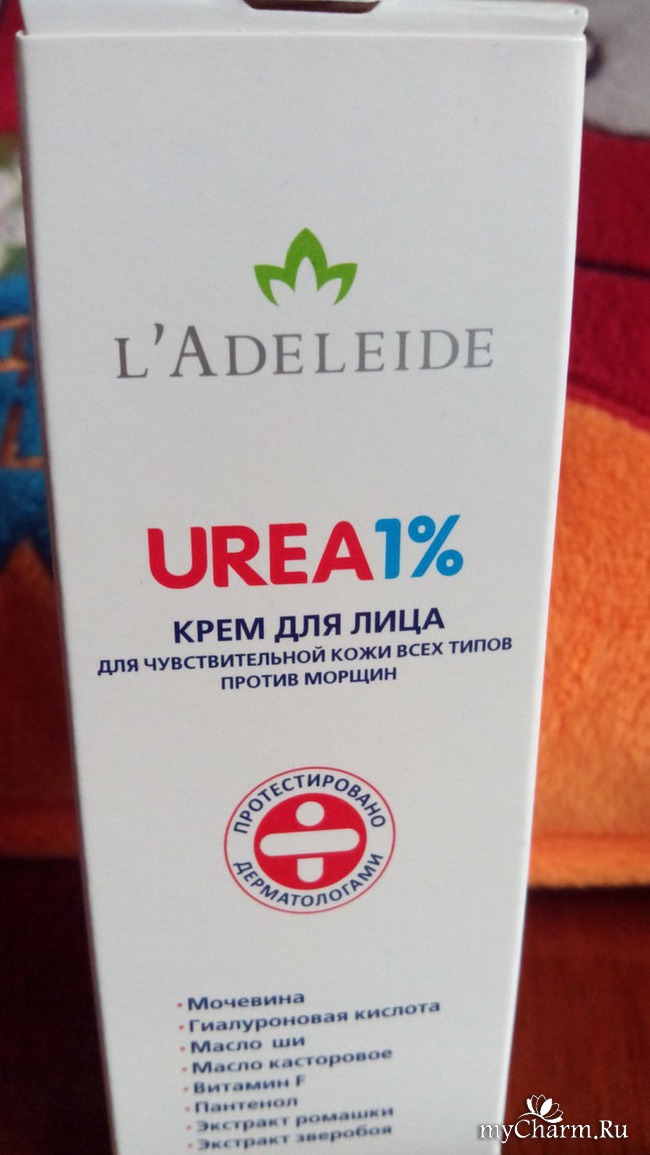 L'ADELEIDE
UREA1%
КРЕМ ДЛЯ ЛИЦА
ДЛЯ ЧУВСТВИТЕЛЬНОЙ КОЖИ ВСЕХ ТИПОВ
ПРОТИВ МОРЩИН
ПРОТЕСТИРОВАНО
ДЕРМАТОЛОГАМИ
• Мочевина
• Гиалуроновая кислота
• Масло ши
• Масло касторовое
• Витамин F
• Пантенол
• Экстракт ромашки
• Экстракт зверобоя
myCharm.Ru